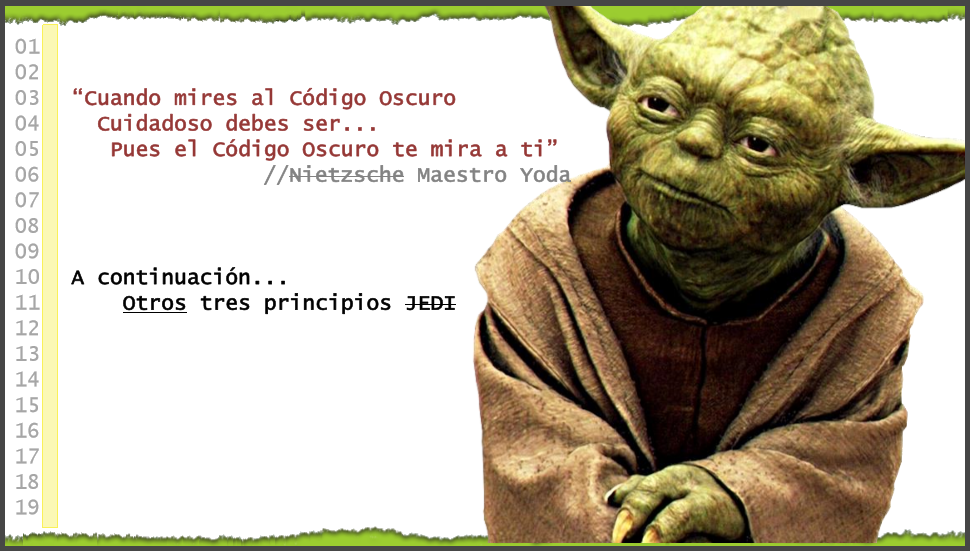 01
02
03 “Cuando mires al Código Oscuro
04 Cuidadoso debes ser...
05 Pues el Código Oscuro te mira a ti”
06 //Nietzsche Maestro Yoda
07
08
09
10 A continuación...
11 Otros tres principios JEDI
12
13
14
15
16
17
18
19